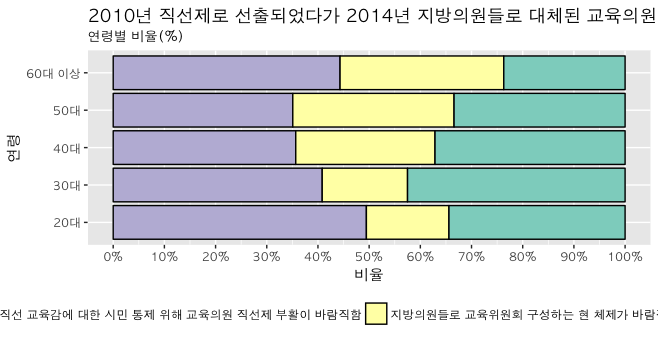 2010년 직선제로 선출되었다가 2014년 지방의원들로 대체된 교육의원
연령별 비율(%)
연령
60대 이상
50대
40대
30대
20대
0% 10% 20% 30% 40% 50% 60% 70% 80% 90% 100%
비율
직선 교육감에 대한 시민 통제 위해 교육의원 직선제 부활이 바람직함 지방의원들로 교육위원회 구성하는 현 체제가 바람